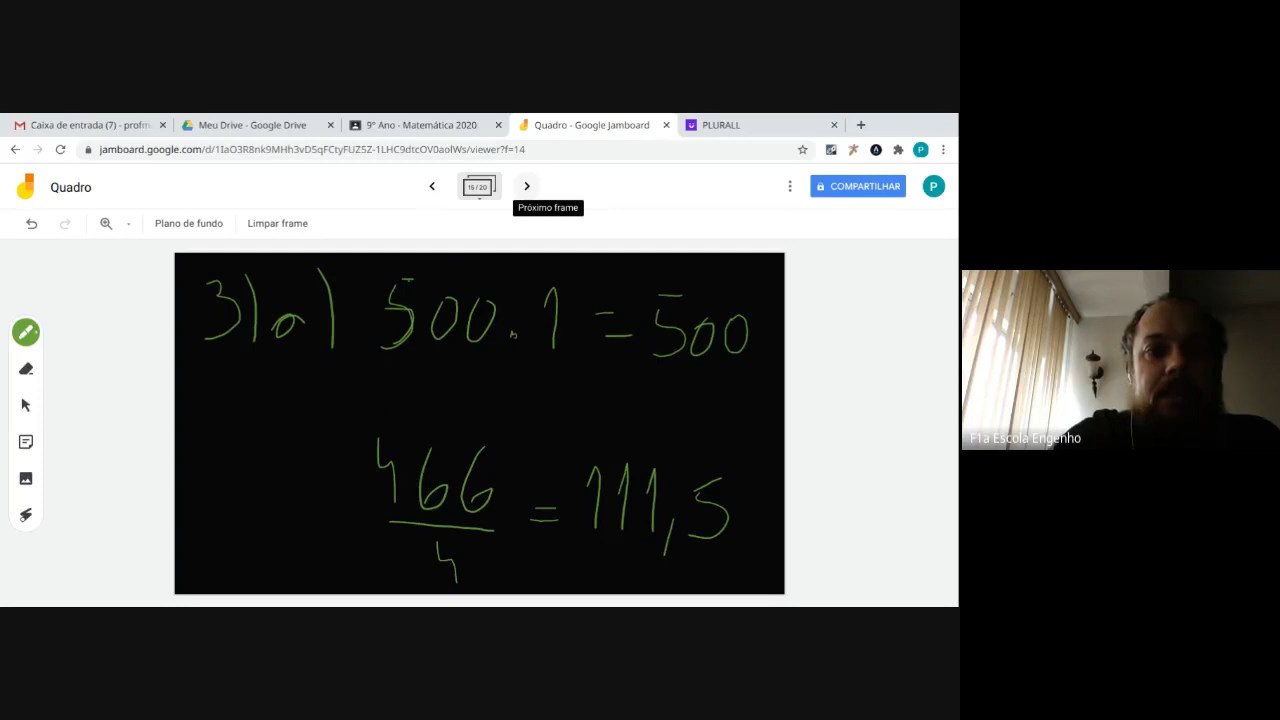 Caixa de entrada (7) - profm
Meu Drive - Google Drive
9° Ano - Matemática 2020
Quadro - Google Jamboard
PLURALL
jamboard.google.com/d/1IaO3R8nk9MHh3vD5qFCtyFUZ5Z-1LHC9dtcOV0aolWs/viewer?f=14
P
Quadro
15/20
COMPARTILHAR
P
Próximo frame
Plano de fundo
Limpar frame
3) a) 500 . 1 = 500
466
4
= 111,5
F1a Escola Engenho